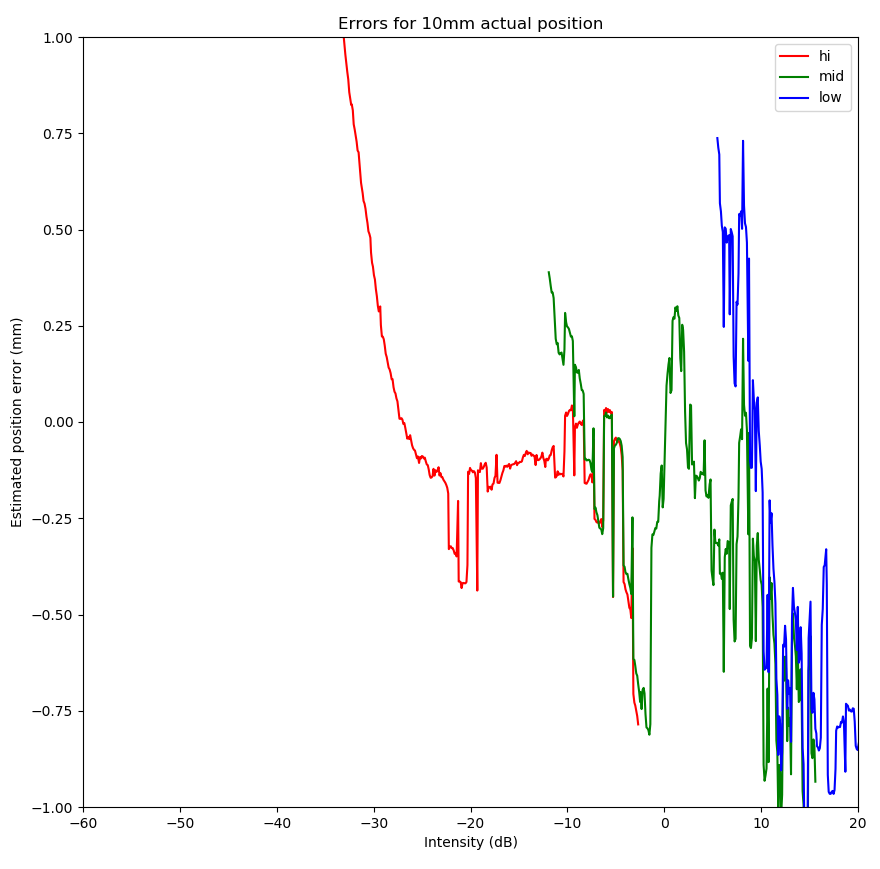 Errors for 10mm actual position
hi
mid
low
1.00
0.75
0.50
0.25
0.00
−0.25
−0.50
−0.75
−1.00
Estimated position error (mm)
−60 −50 −40 −30 −20 −10 0 10 20
Intensity (dB)